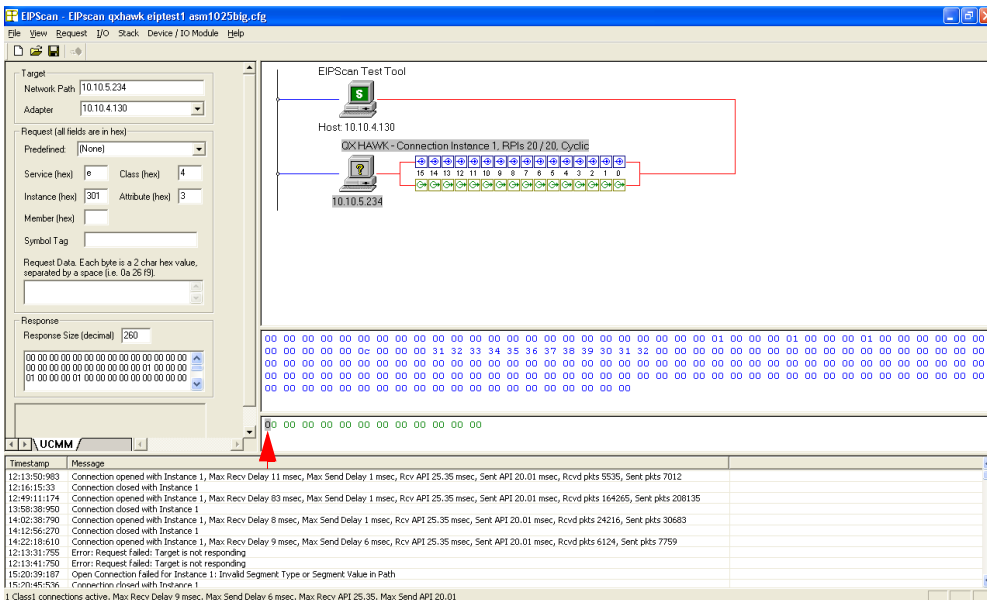 EIPScan - EIPscan qxhawk eiptest1 asm1025big.cfg
File View Request I/O Stack Device / IO Module Help
Target
Network Path 10.10.5.234
Adapter 10.10.4.130
Request (all fields are in hex)
Predefined: (None)
Service (hex) e Class (hex) 4
Instance (hex) 301 Attribute (hex) 3
Member (hex)
Symbol Tag
Request Data. Each byte is a 2 char hex value,
separated by a space (i.e. 0a 26 f9).
Response
Response Size (decimal) 260
00 00 00 00 00 00 00 00 00 00 00 00 00 00
00 00 00 00 00 00 00 00 00 00 01 00 00 00
01 00 00 00 01 00 00 00 00 00 00 00 00 00
UCMM
EIPScan Test Tool
S
Host: 10.10.4.130
QX HAWK - Connection Instance 1, RPIs 20 / 20, Cyclic
15 14 13 12 11 10 9 8 7 6 5 4 3 2 1 0
?
10.10.5.234
00 00 00 00 00 00 00 00 00 00 00 00 00 00 00 00 00 00 00 00 00 00 00 00 01 00 00 00 01 00 00 00 01 00 00 00 00 00 00
00 00 00 00 00 0c 00 00 00 31 32 33 34 35 36 37 38 39 30 31 32 00 00 00 00 00 00 00 00 00 00 00 00 00 00 00 00 00 00
00 00 00 00 00 00 00 00 00 00 00 00 00 00 00 00 00 00 00 00 00 00 00 00 00 00 00 00 00 00 00 00 00 00 00 00 00 00 00
00 00 00 00 00 00 00 00 00 00 00 00 00 00 00 00 00 00 00 00 00 00 00 00 00 00 00 00 00 00 00 00 00 00 00 00 00 00 00
00 00 00 00 00 00 00 00 00 00 00 00 00 00 00 00 00 00 00 00
00 00 00 00 00 00 00 00 00 00 00 00
Timestamp Message
12:13:50:983 Connection opened with Instance 1, Max Recv Delay 11 msec, Max Send Delay 1 msec, Rcv API 25.35 msec, Sent API 20.01 msec, Rcvd pkts 5535, Sent pkts 7012
12:16:15:33 Connection closed with Instance 1
12:49:11:174 Connection opened with Instance 1, Max Recv Delay 83 msec, Max Send Delay 1 msec, Rcv API 25.35 msec, Sent API 20.01 msec, Rcvd pkts 164265, Sent pkts 208135
13:58:38:950 Connection closed with Instance 1
14:02:38:790 Connection opened with Instance 1, Max Recv Delay 8 msec, Max Send Delay 1 msec, Rcv API 25.35 msec, Sent API 20.01 msec, Rcvd pkts 24216, Sent pkts 30683
14:12:56:270 Connection closed with Instance 1
14:22:18:610 Connection opened with Instance 1, Max Recv Delay 9 msec, Max Send Delay 6 msec, Rcv API 25.35 msec, Sent API 20.01 msec, Rcvd pkts 6124, Sent pkts 7759
12:13:31:755 Error: Request failed: Target is not responding
12:13:41:750 Error: Request failed: Target is not responding
15:20:39:187 Open Connection failed for Instance 1: Invalid Segment Type or Segment Value in Path
15:20:45:536 Connection closed with Instance 1
1 Class1 connections active. Max Recv Delay 9 msec. Max Send Delay 6 msec. Max Recv API 25.35. Max Send API 20.01